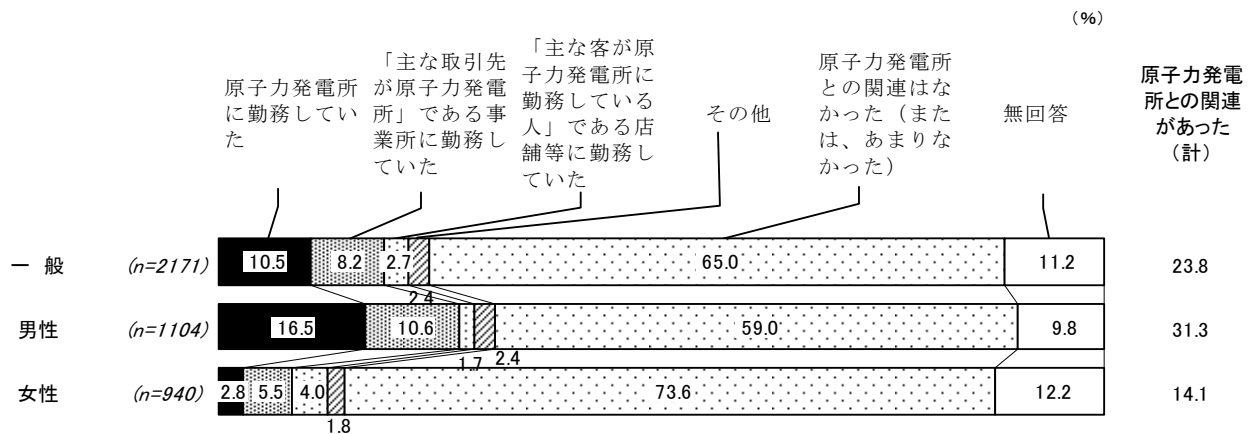 （%）
原子力発電所
に勤務してい
た
「主な取引先
が原子力発電
所」である事
業所に勤務し
ていた
「主な客が原
子力発電所に
勤務している
人」である店
舗等に勤務し
ていた
その他
原子力発電所
との関連はな
かった（また
は、あまりな
かった）
無回答
原子力発電
所との関連
があった
（計）
一 般 (n=2171) 10.5 8.2 2.7 2.4 65.0 11.2 23.8
男性 (n=1104) 16.5 10.6 1.7 2.4 59.0 9.8 31.3
女性 (n=940) 2.8 5.5 4.0 1.8 73.6 12.2 14.1